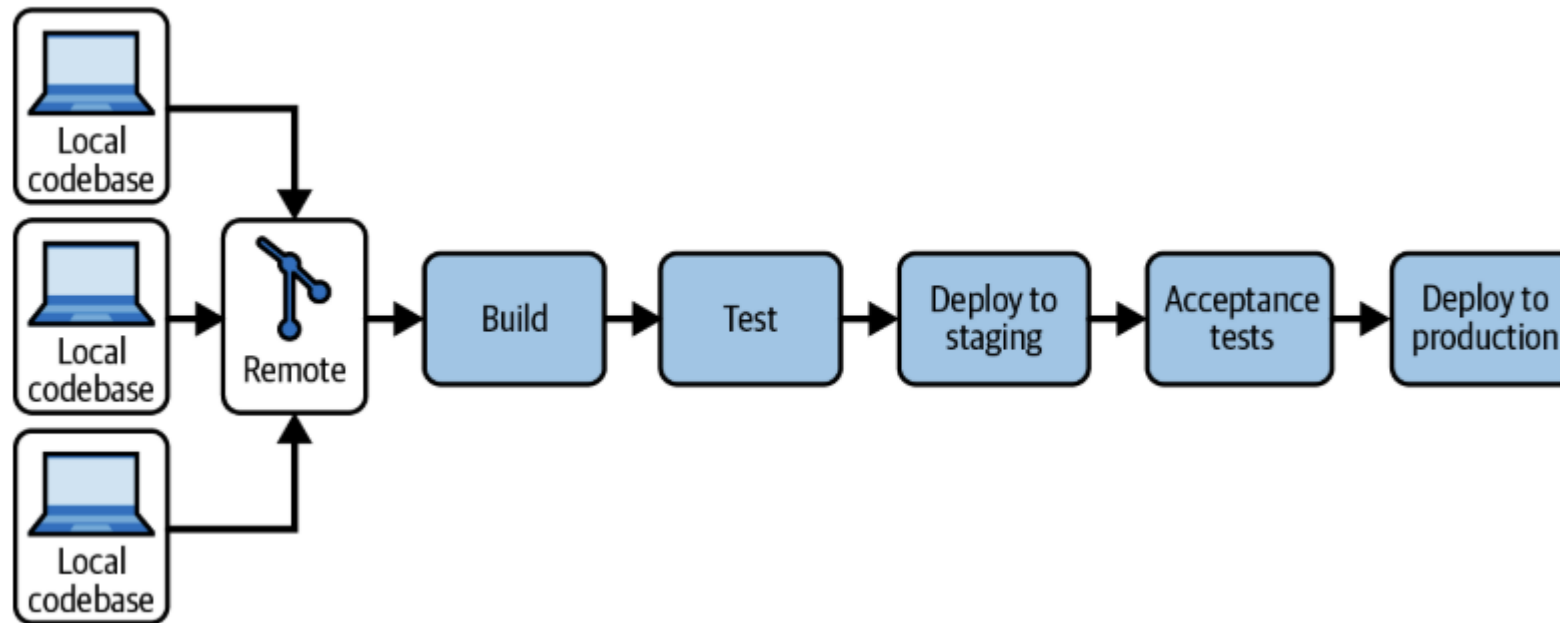 Local
codebase
Local
codebase
Local
codebase
Remote
Build
Test
Deploy to
staging
Acceptance
tests
Deploy to
production